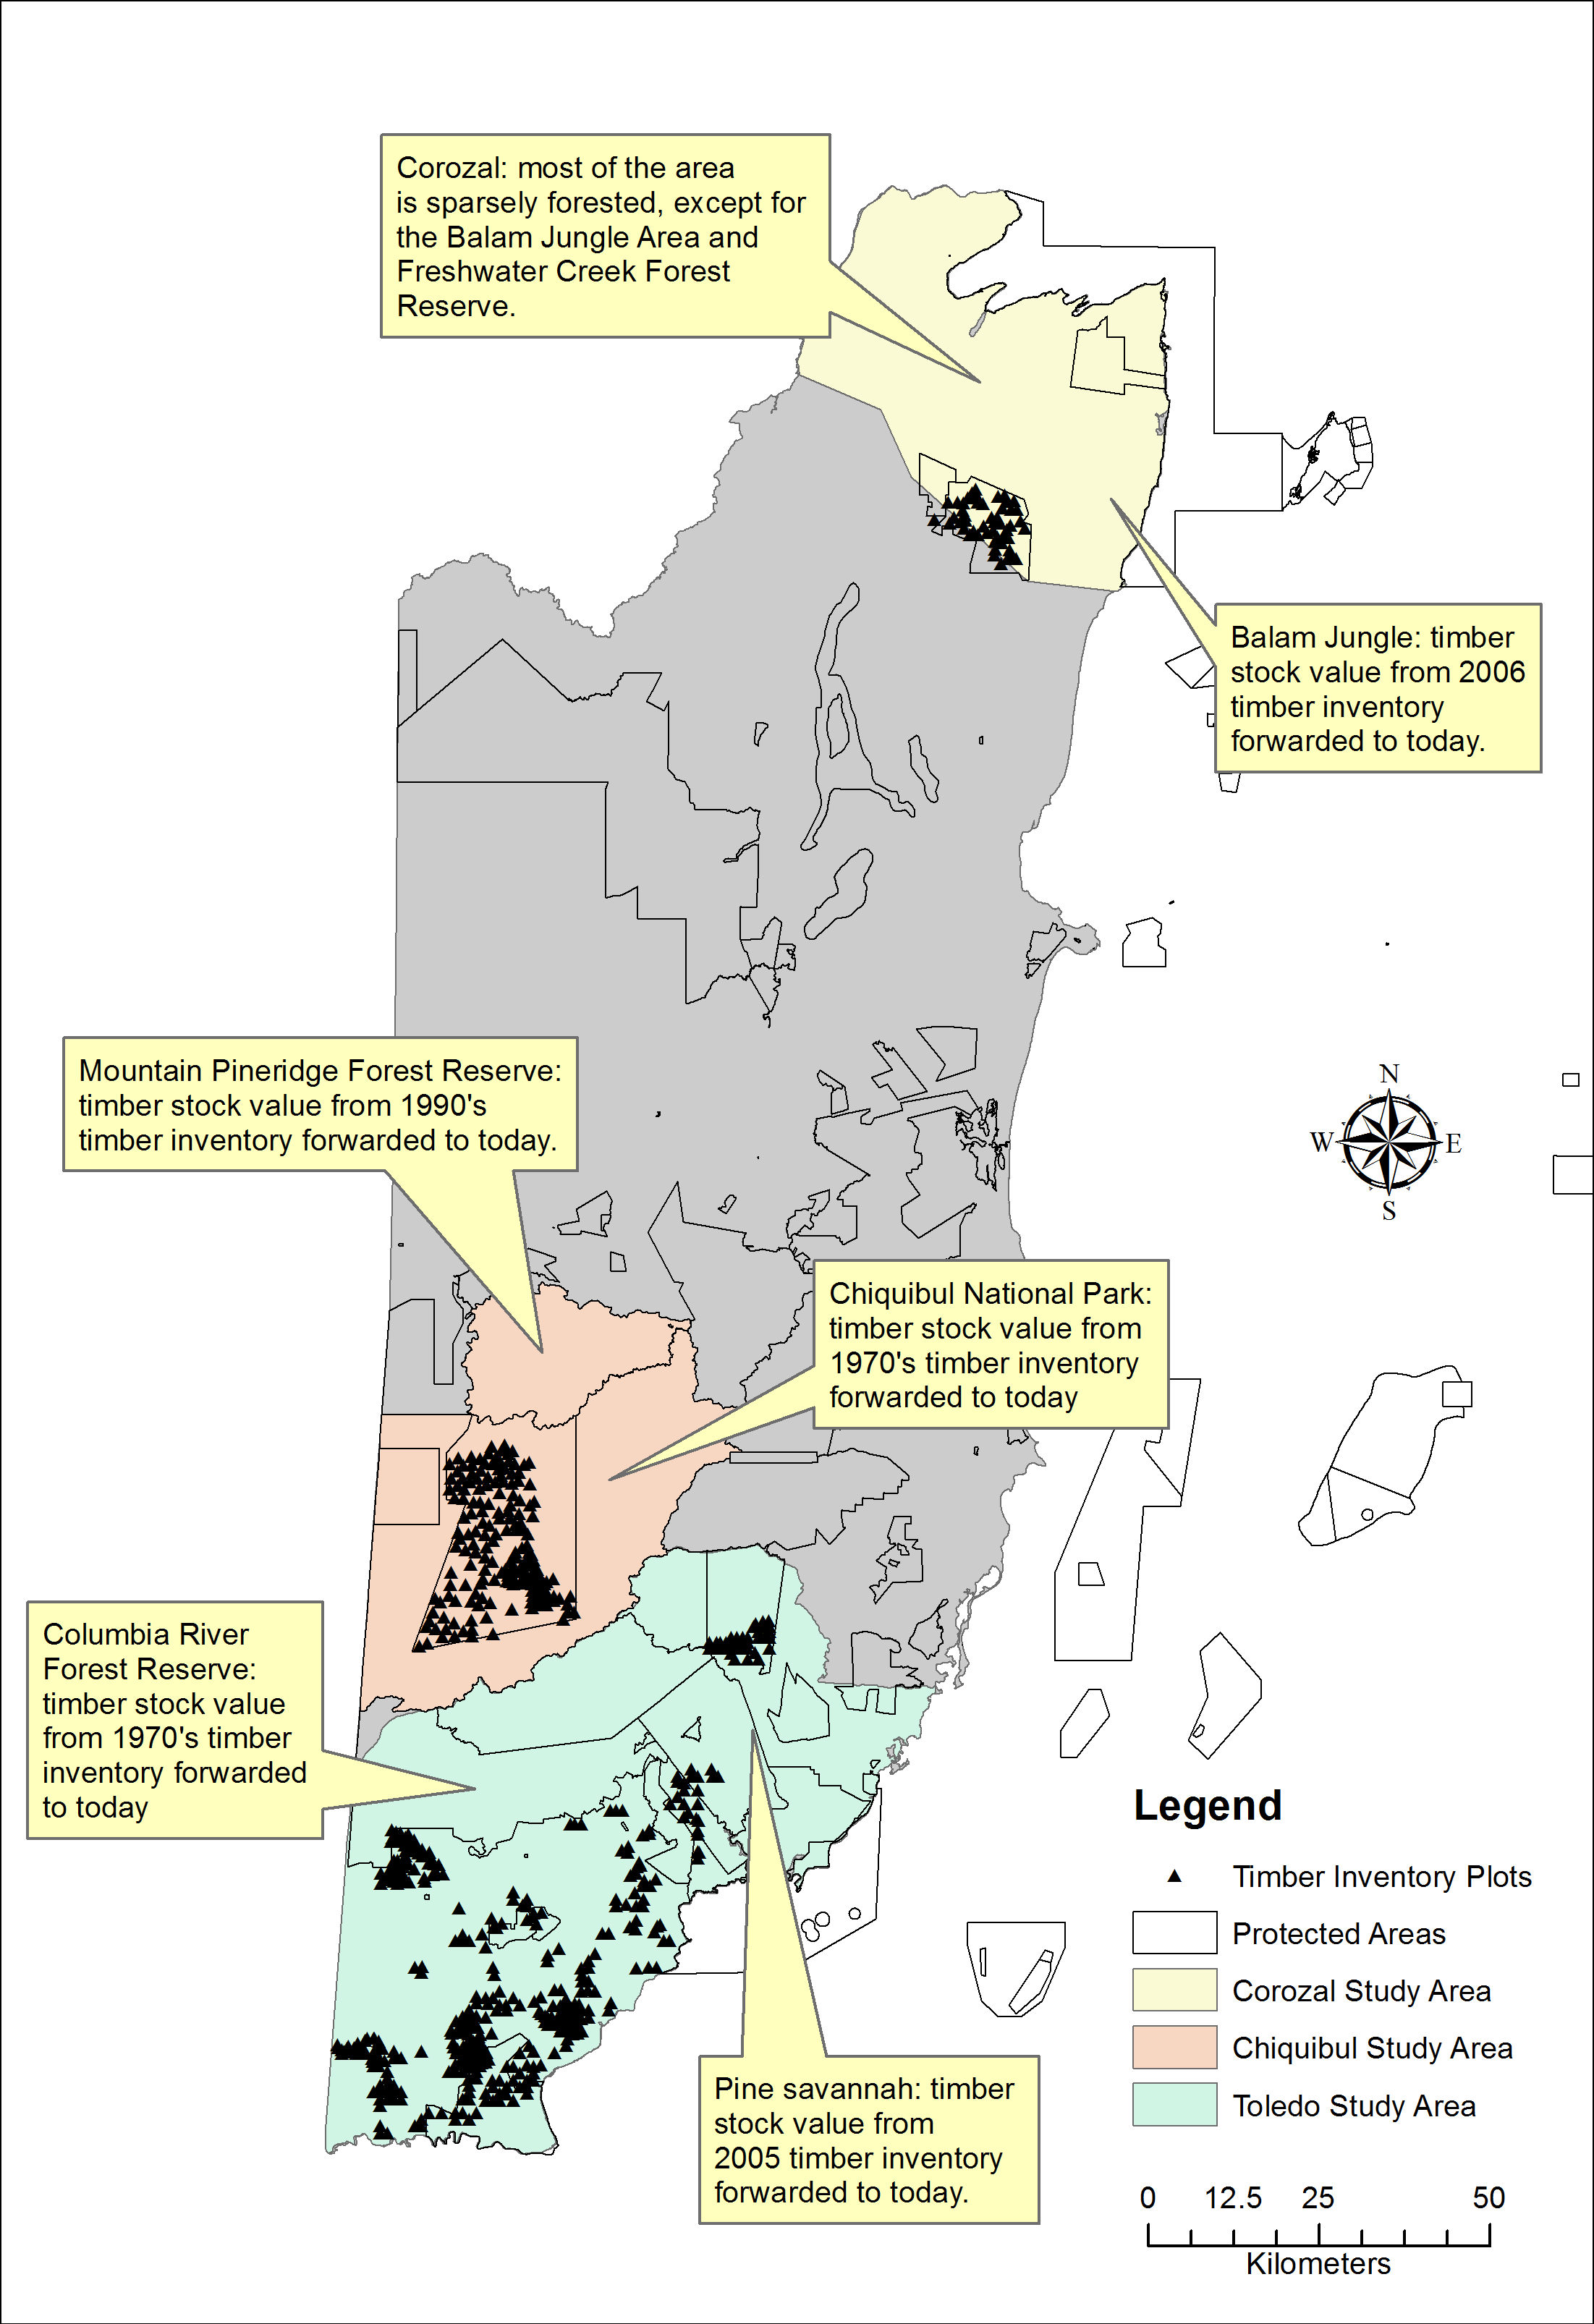 Corozal: most of the area
is sparsely forested, except for
the Balam Jungle Area and
Freshwater Creek Forest
Reserve.
Balam Jungle: timber
stock value from 2006
timber inventory
forwarded to today.
Mountain Pineridge Forest Reserve:
timber stock value from 1990's
timber inventory forwarded to today.
N
W
E
S
Chiquibul National Park:
timber stock value from
1970's timber inventory
forwarded to today
Columbia River
Forest Reserve:
timber stock value
from 1970's timber
inventory forwarded
to today
Pine savannah: timber
stock value from
2005 timber inventory
forwarded to today.
Legend
Timber Inventory Plots
Protected Areas
Corozal Study Area
Chiquibul Study Area
Toledo Study Area
0 12.5 25 50
Kilometers